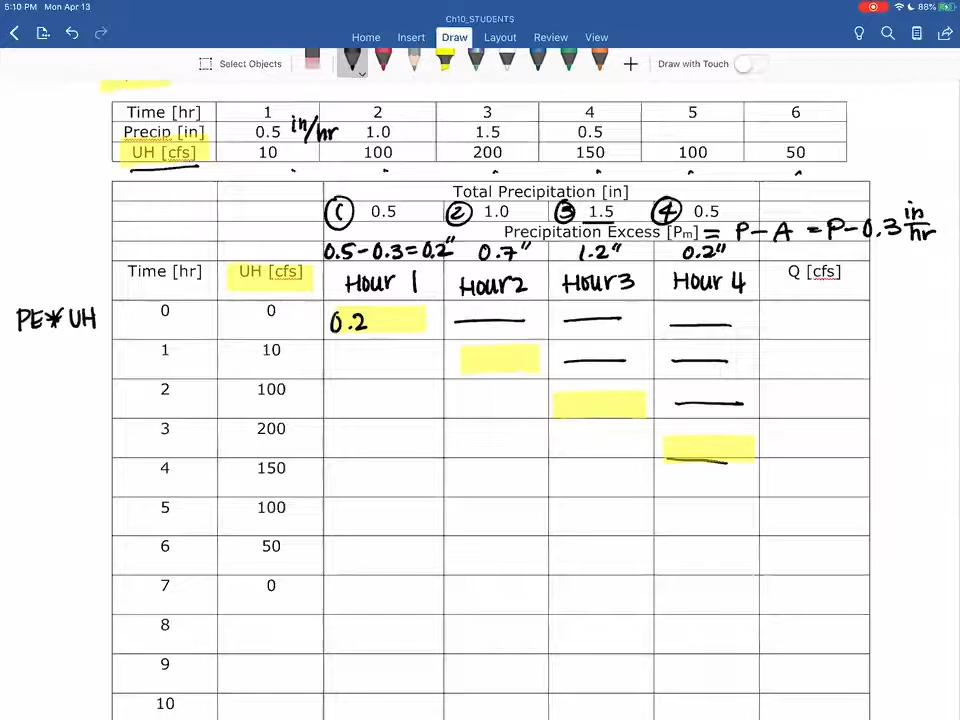 5:10 PM Mon Apr 13
88%
Ch10_STUDENTS
Home Insert Draw Layout Review View
Select Objects
Draw with Touch
Time [hr] 1 2 3 4 5 6
Precip [in] 0.5 in/hr 1.0 1.5 0.5
UH [cfs] 10 100 200 150 100 50
Total Precipitation [in]
① 0.5 ② 1.0 ③ 1.5 ④ 0.5
Precipitation Excess [Pm] = P-A = P-0.3 in/hr
0.5-0.3=0.2" 0.7" 1.2" 0.2"
Time [hr] UH [cfs] Hour 1 Hour 2 Hour 3 Hour 4 Q [cfs]
PE*UH 0 0 0.2
1 10
2 100
3 200
4 150
5 100
6 50
7 0
8
9
10